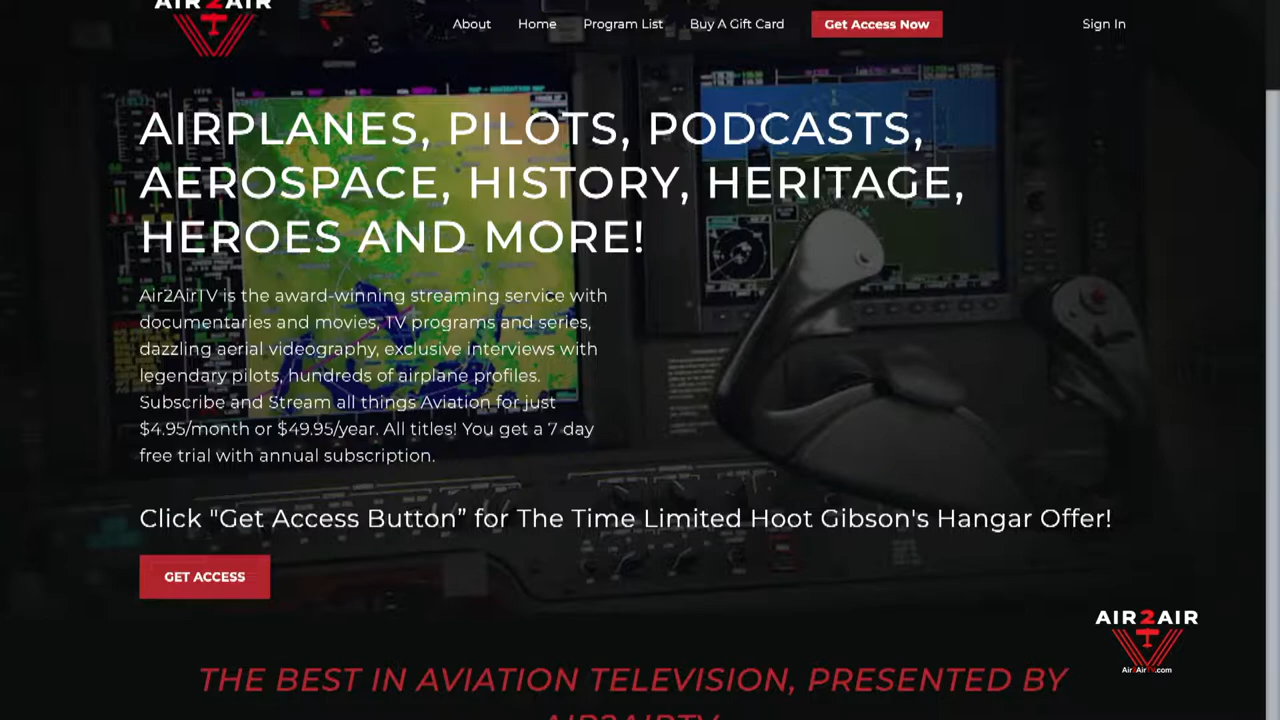 AIR2AIR
About Home Program List Buy A Gift Card Get Access Now Sign In
AIRPLANES, PILOTS, PODCASTS,
AEROSPACE, HISTORY, HERITAGE,
HEROES AND MORE!
Air2AirTV is the award-winning streaming service with
documentaries and movies, TV programs and series,
dazzling aerial videography, exclusive interviews with
legendary pilots, hundreds of airplane profiles.
Subscribe and Stream all things Aviation for just
$4.95/month or $49.95/year. All titles! You get a 7 day
free trial with annual subscription.
Click "Get Access Button” for The Time Limited Hoot Gibson's Hangar Offer!
GET ACCESS
AIR2AIR
Air2AirTV.com
THE BEST IN AVIATION TELEVISION, PRESENTED BY
AIR2AIRTV